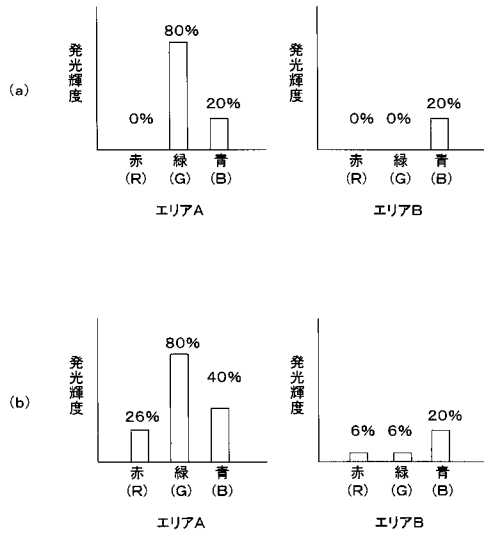 (a)
発光輝度
0%
80%
20%
赤
(R)
緑
(G)
青
(B)
エリアA
発光輝度
0%
0%
20%
赤
(R)
緑
(G)
青
(B)
エリアB
(b)
発光輝度
26%
80%
40%
赤
(R)
緑
(G)
青
(B)
エリアA
発光輝度
6%
6%
20%
赤
(R)
緑
(G)
青
(B)
エリアB